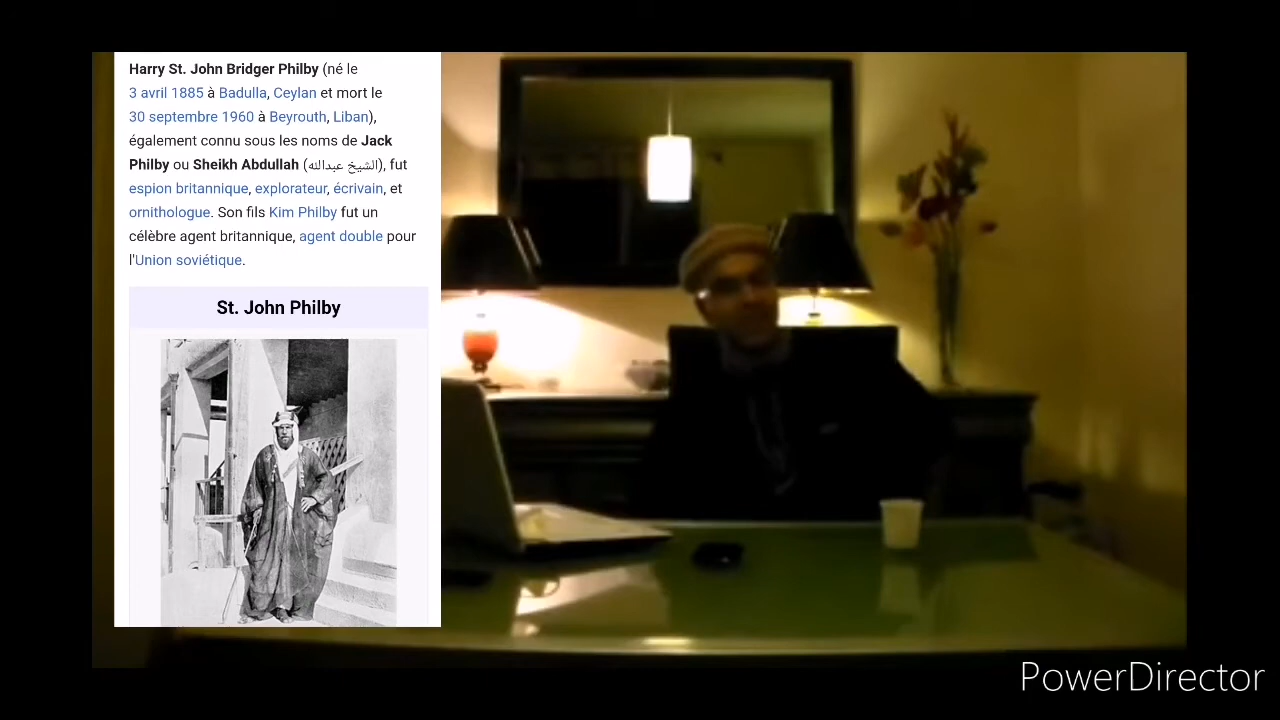 Harry St. John Bridger Philby (né le
3 avril 1885 à Badulla, Ceylan et mort le
30 septembre 1960 à Beyrouth, Liban),
également connu sous les noms de Jack
Philby ou Sheikh Abdullah (الشيخ عبدالله), fut
espion britannique, explorateur, écrivain, et
ornithologue. Son fils Kim Philby fut un
célèbre agent britannique, agent double pour
l'Union soviétique.
St. John Philby
PowerDirector